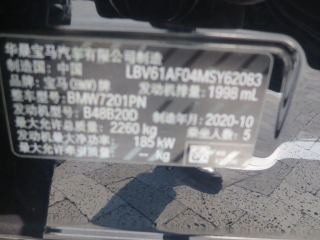 华晨宝马汽车有限公司制造
制造国：中国 LBV61AF04MSY62083
品牌：宝马(BMW)牌 发动机排量：1998 mL
整车型号：BMW7201PN
发动机型号：B48B20D 制造年月：2020-10
最大允许总质量：2260 kg 乘坐人数：5
发动机最大净功率：185 kW
最大允许牵引质量：-- kg